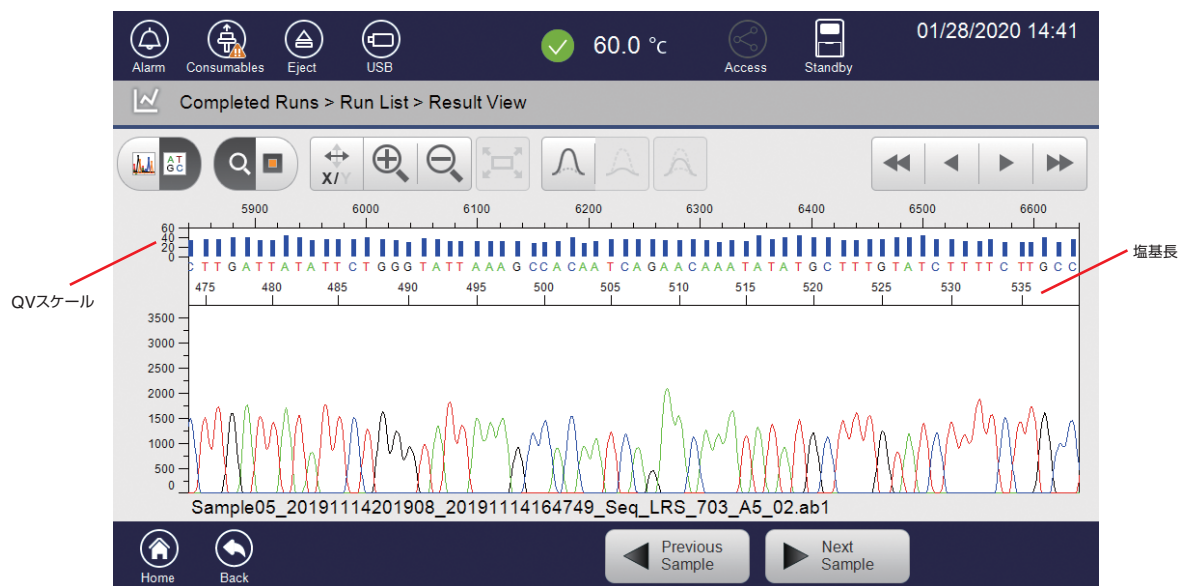 01/28/2020 14:41
60.0 °c
Alarm Consumables Eject USB Access Standby
Completed Runs > Run List > Result View
AT
GC
X/Y
5900 6000 6100 6200 6300 6400 6500 6600
60
40
20
0
C T T G A T T A T A T T C T G G G T A T T A A A G C C A C A A T C A G A A C A A A T A T A T G C T T T G T A T C T T T T C T T G C C
475 480 485 490 495 500 505 510 515 520 525 530 535
塩基長
QVスケール
3500
3000
2500
2000
1500
1000
500
0
Sample05_20191114201908_20191114164749_Seq_LRS_703_A5_02.ab1
Home Back
Previous
Sample
Next
Sample